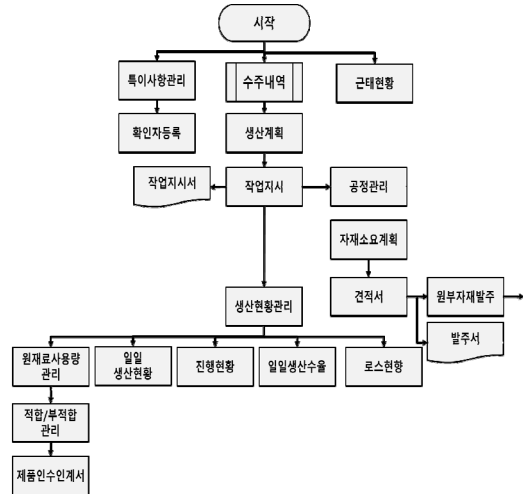 시작
특이사항관리
수주내역
근태현황
확인자등록
생산계획
작업지시서
작업지시
공정관리
자재소요계획
생산현황관리
견적서
원부자재발주
발주서
원재료사용량
관리
일일
생산현황
진행현황
일일생산수율
로스현향
적합/부적합
관리
제품인수인계서